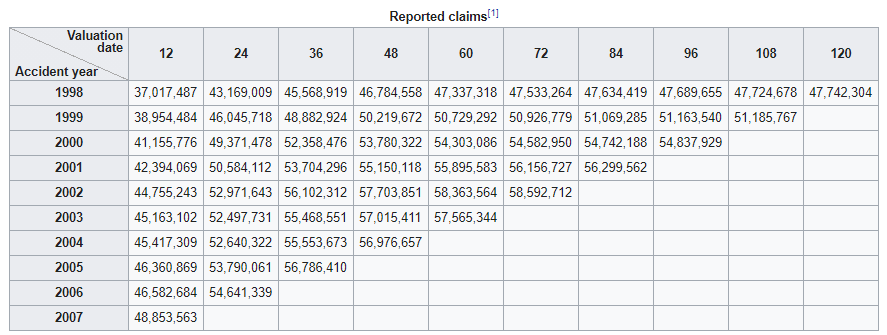 Reported claims[1]
Valuation date
Accident year
12 24 36 48 60 72 84 96 108 120
1998 37,017,487 43,169,009 45,568,919 46,784,558 47,337,318 47,533,264 47,634,419 47,689,655 47,724,678 47,742,304
1999 38,954,484 46,045,718 48,882,924 50,219,672 50,729,292 50,926,779 51,069,285 51,163,540 51,185,767
2000 41,155,776 49,371,478 52,358,476 53,780,322 54,303,086 54,582,950 54,742,188 54,837,929
2001 42,394,069 50,584,112 53,704,296 55,150,118 55,895,583 56,156,727 56,299,562
2002 44,755,243 52,971,643 56,102,312 57,703,851 58,363,564 58,592,712
2003 45,163,102 52,497,731 55,468,551 57,015,411 57,565,344
2004 45,417,309 52,640,322 55,553,673 56,976,657
2005 46,360,869 53,790,061 56,786,410
2006 46,582,684 54,641,339
2007 48,853,563